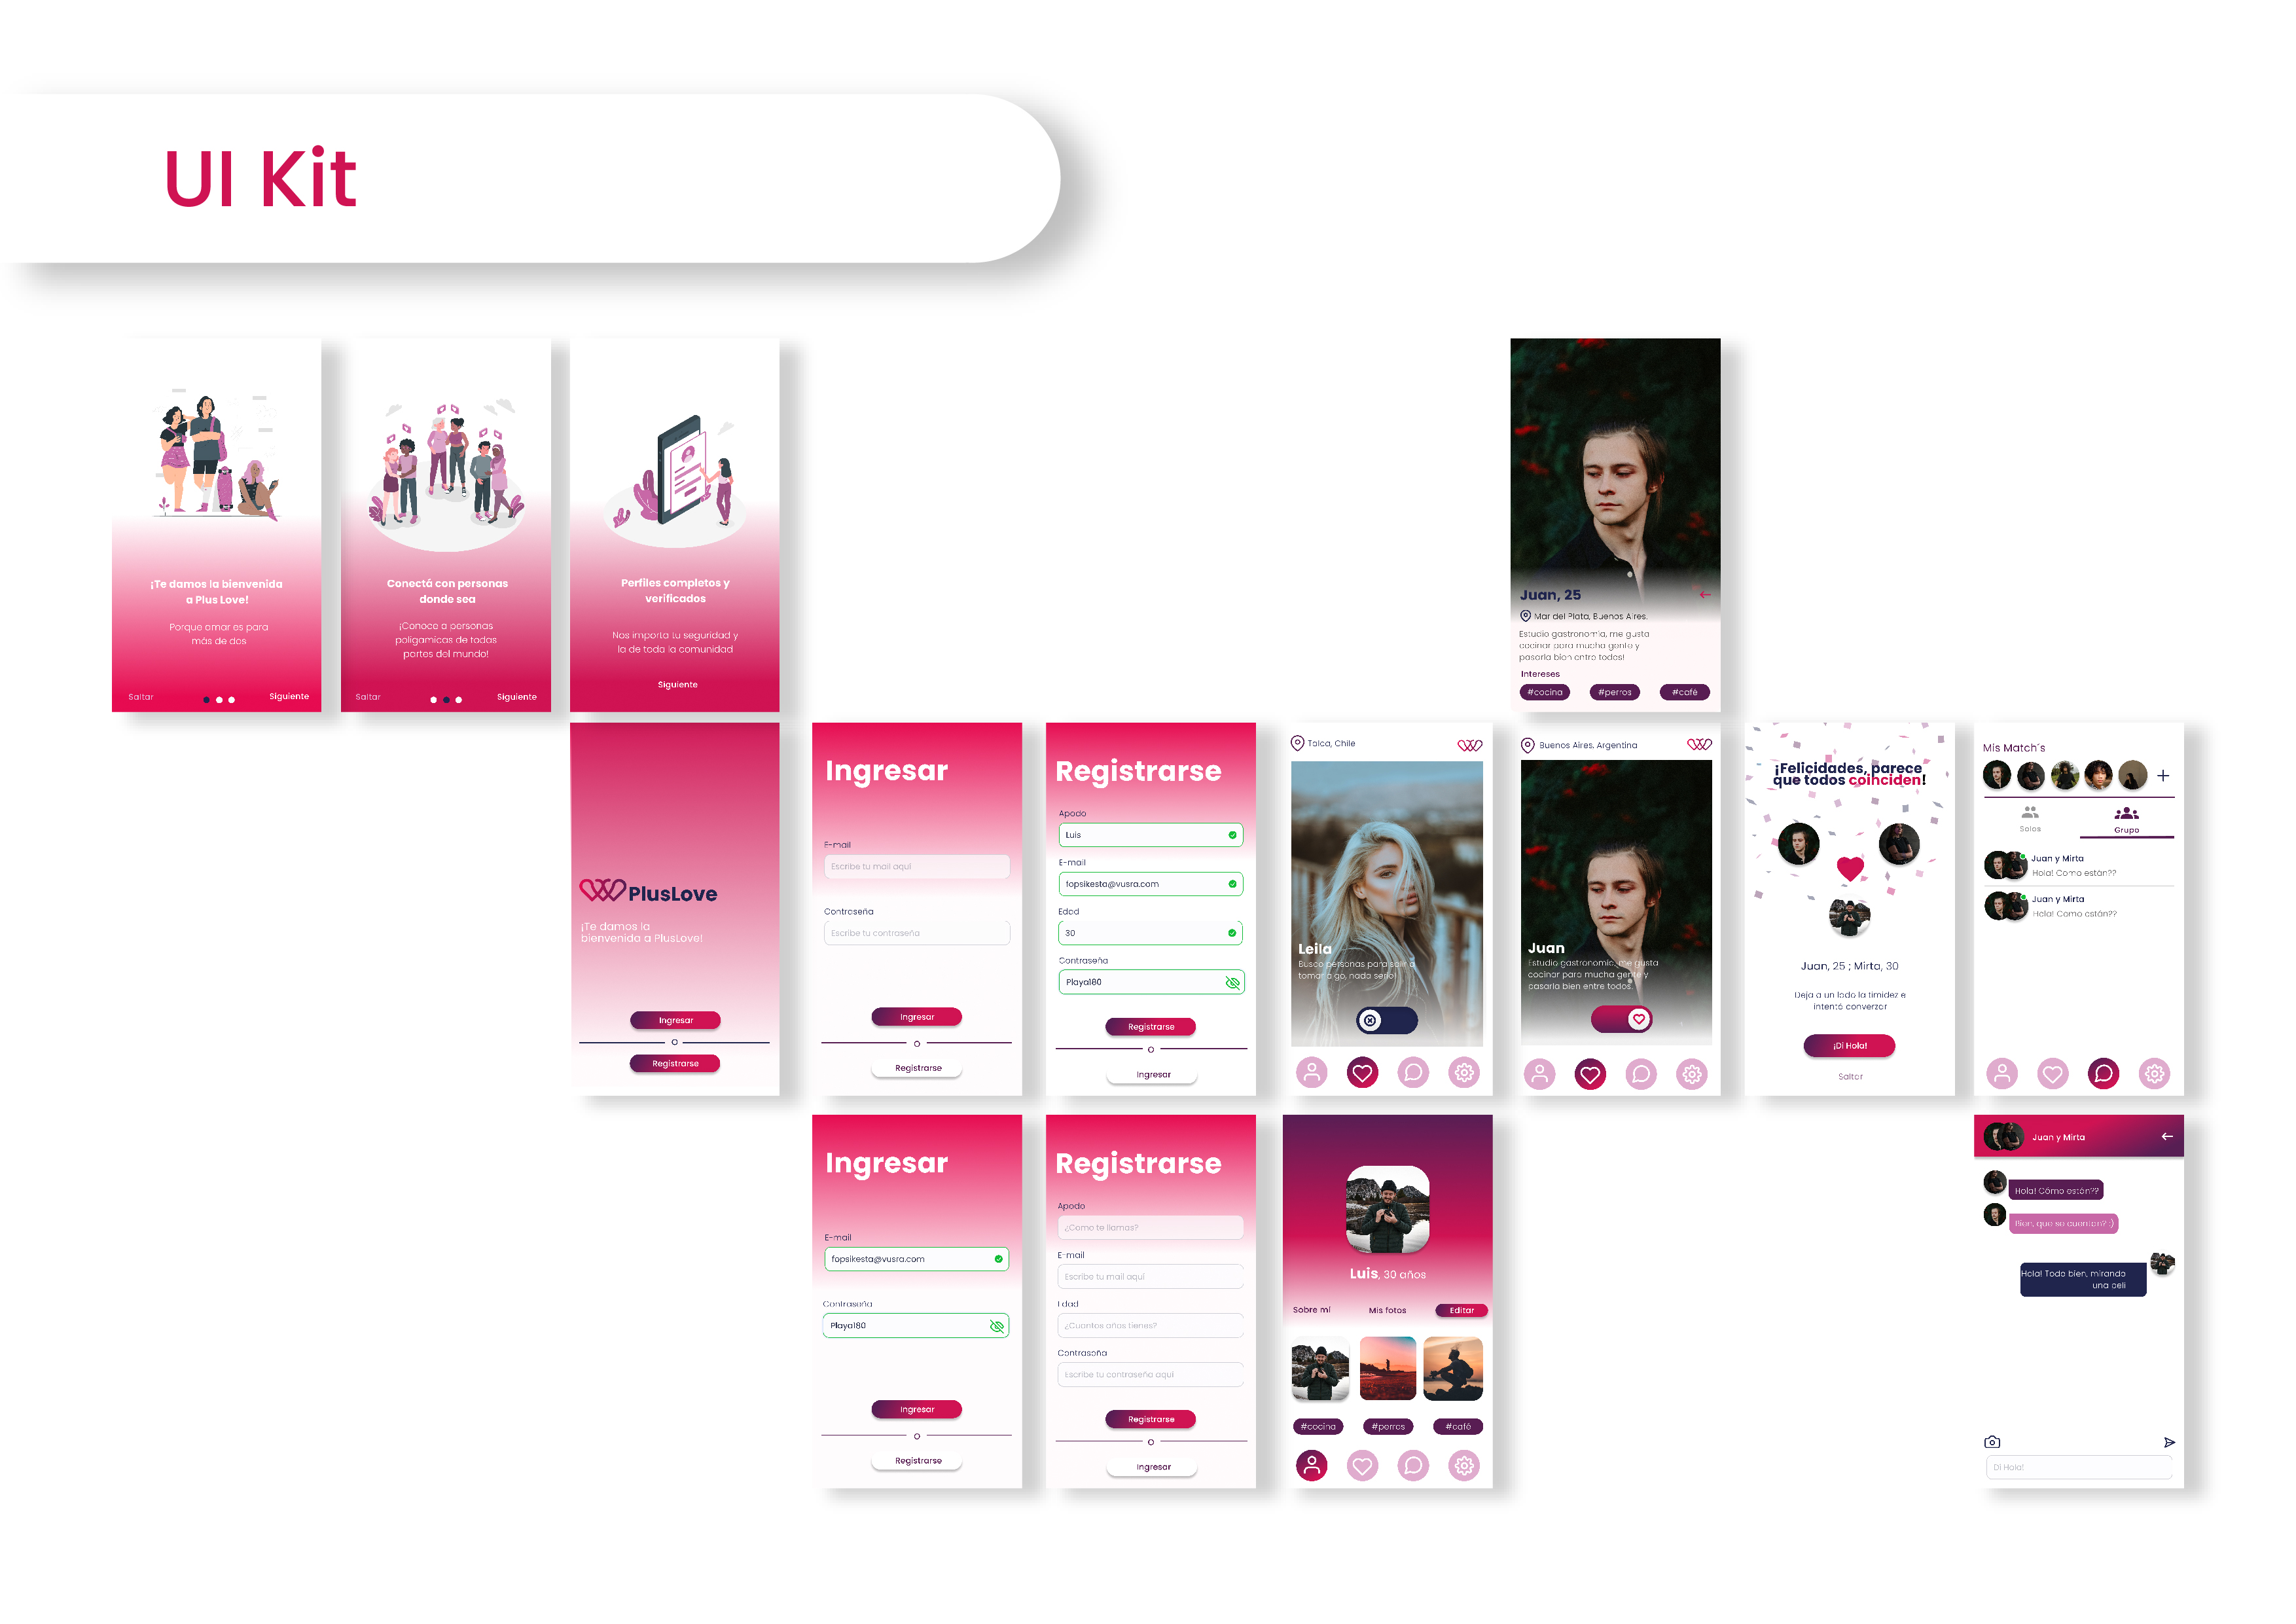 UI Kit
¡Te damos la bienvenida
a Plus Love!
Porque amar es para
más de dos
Saltar
Siguiente
Conectá con personas
donde sea
¡Conoce a personas
poligamicas de todas
partes del mundo!
Saltar
Siguiente
Perfiles completos y
verificados
Nos importa tu seguridad y
la de toda la comunidad
Siguiente
Juan, 25
Mar del Plata, Buenos Aires.
Estudio gastronomía, me gusta
cocinar para mucha gente y
pasarla bien entre todos!
Intereses
#cocina
#perros
#café
PlusLove
¡Te damos la
bienvenida a PlusLove!
Ingresar
o
Registrarse
Ingresar
E-mail
Escribe tu mail aquí
Contraseña
Escribe tu contraseña
Ingresar
o
Registrarse
Registrarse
Apodo
Luis
E-mail
fopsikesta@vusra.com
Edad
30
Contraseña
Playa180
Registrarse
o
Ingresar
Talca, Chile
Leila
Busco personas para salir a
tomar algo, nada serio!
Buenos Aires, Argentina
Juan
Estudio gastronomía, me gusta
cocinar para mucha gente y
pasarla bien entre todos.
¡Felicidades, parece
que todos coinciden!
Juan, 25 ; Mirta, 30
Deja a un lado la timidez e
intentá converzar
¡Di Hola!
Saltar
Mis Match´s
Salas
Grupo
Juan y Mirta
Hola! Como están??
Juan y Mirta
Hola! Como están??
Ingresar
E-mail
fopsikesta@vusra.com
Contraseña
Playa180
Ingresar
o
Registrarse
Registrarse
Apodo
¿Como te llamas?
E-mail
Escribe tu mail aquí
Edad
¿Cuantos años tienes?
Contraseña
Escribe tu contraseña aquí
Registrarse
o
Ingresar
Luis, 30 años
Sobre mí
Mis fotos
Editar
#cocina
#perros
#café
Juan y Mirta
Hola! Cómo están??
Bien, que se cuentan? :)
Hola! Todo bien, mirando
una peli
Di Hola!